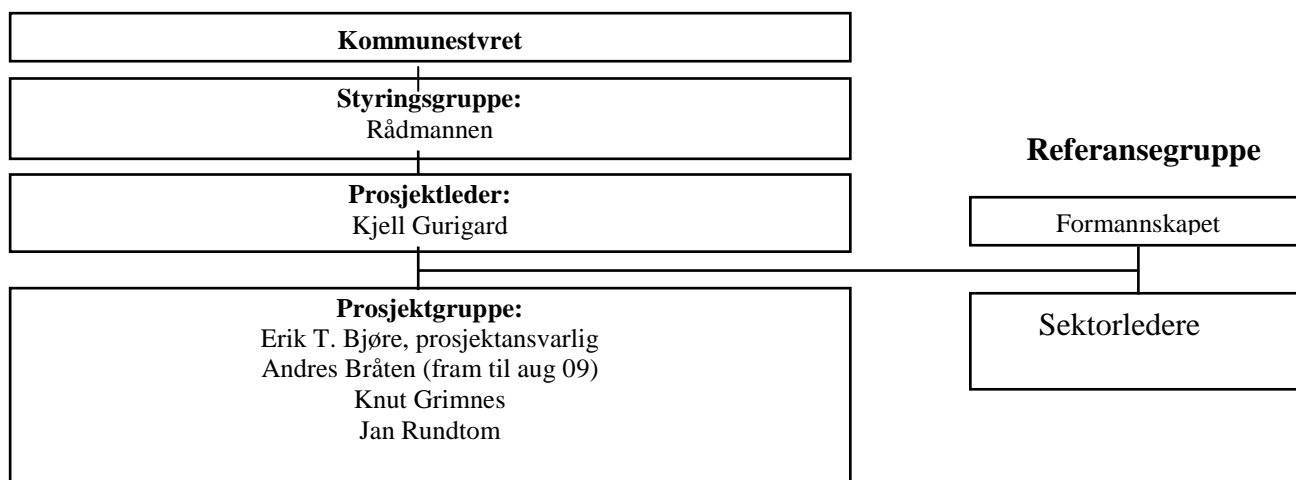 Kommunestyret
Styringsgruppe:
Rådmannen
Prosjektleder:
Kjell Gurigard
Prosjektgruppe:
Erik T. Bjøre, prosjektansvarlig
Andres Bråten (fram til aug 09)
Knut Grimnes
Jan Rundtom
Referansegruppe
Formannskapet
Sektorledere